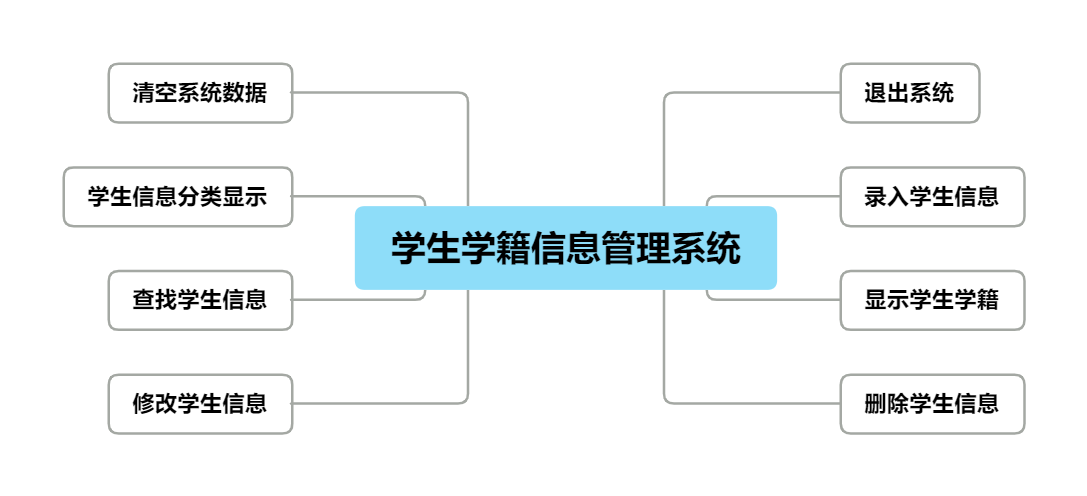 清空系统数据
退出系统
学生信息分类显示
录入学生信息
学生学籍信息管理系统
查找学生信息
显示学生学籍
修改学生信息
删除学生信息